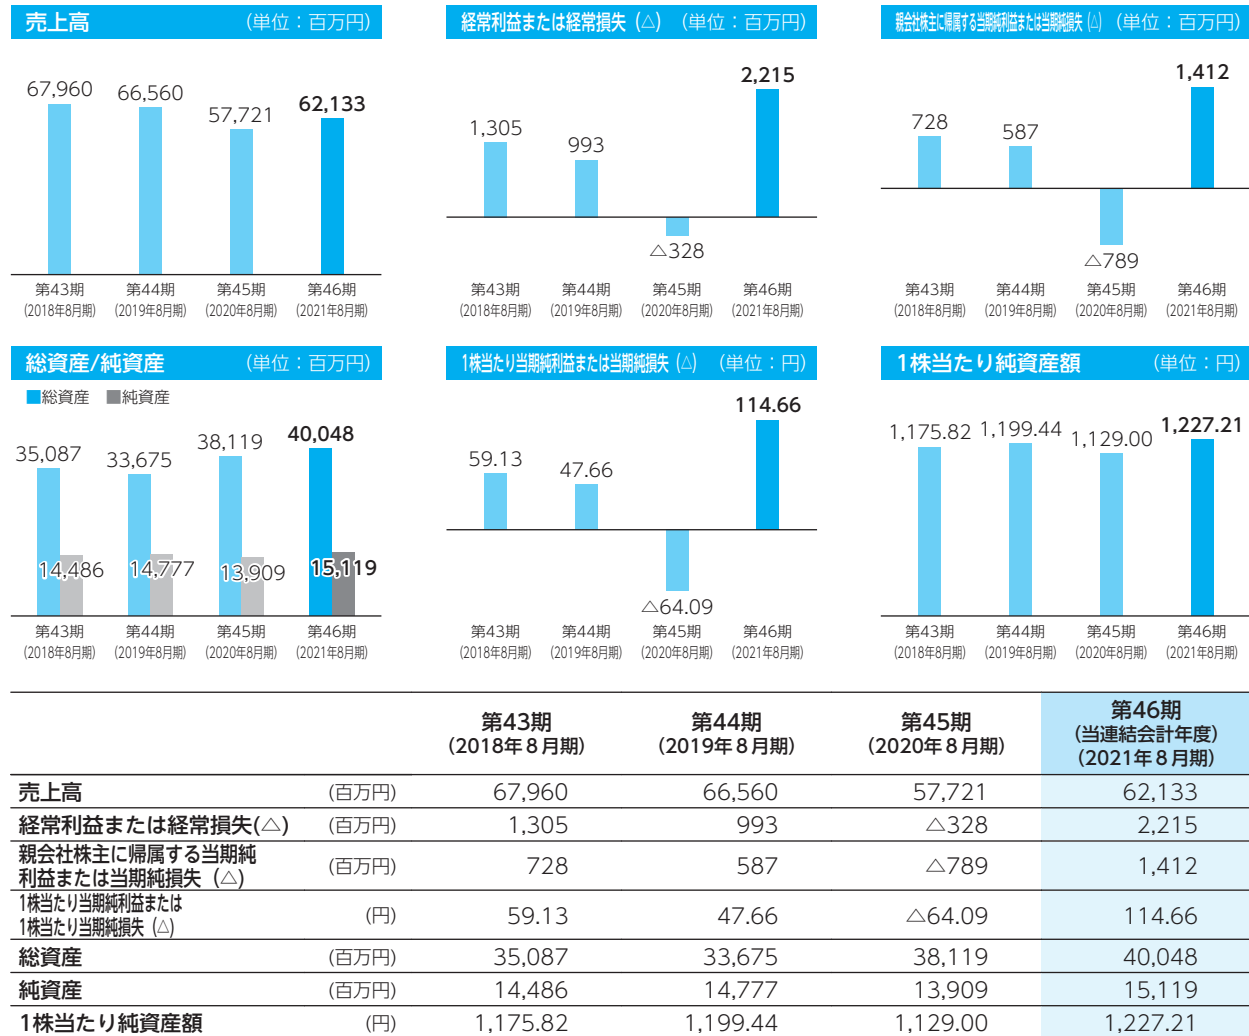 売上高 (単位：百万円)
67,960
66,560
57,721
62,133
第43期
(2018年8月期)
第44期
(2019年8月期)
第45期
(2020年8月期)
第46期
(2021年8月期)
経常利益または経常損失（△） (単位：百万円)
1,305
993
△328
2,215
第43期
(2018年8月期)
第44期
(2019年8月期)
第45期
(2020年8月期)
第46期
(2021年8月期)
親会社株主に帰属する当期純利益または当期純損失（△） (単位：百万円)
728
587
△789
1,412
第43期
(2018年8月期)
第44期
(2019年8月期)
第45期
(2020年8月期)
第46期
(2021年8月期)
総資産/純資産 (単位：百万円)
■総資産 ■純資産
35,087
14,486
33,675
14,777
38,119
13,909
40,048
15,119
第43期
(2018年8月期)
第44期
(2019年8月期)
第45期
(2020年8月期)
第46期
(2021年8月期)
1株当たり当期純利益または当期純損失（△） (単位：円)
59.13
47.66
△64.09
114.66
第43期
(2018年8月期)
第44期
(2019年8月期)
第45期
(2020年8月期)
第46期
(2021年8月期)
1株当たり純資産額 (単位：円)
1,175.82
1,199.44
1,129.00
1,227.21
第43期
(2018年8月期)
第44期
(2019年8月期)
第45期
(2020年8月期)
第46期
(2021年8月期)
第43期
(2018年8月期)
第44期
(2019年8月期)
第45期
(2020年8月期)
第46期
(当連結会計年度)
(2021年8月期)
売上高 (百万円) 67,960 66,560 57,721 62,133
経常利益または経常損失(△) (百万円) 1,305 993 △328 2,215
親会社株主に帰属する当期純
利益または当期純損失（△） (百万円) 728 587 △789 1,412
1株当たり当期純利益または
1株当たり当期純損失（△） (円) 59.13 47.66 △64.09 114.66
総資産 (百万円) 35,087 33,675 38,119 40,048
純資産 (百万円) 14,486 14,777 13,909 15,119
1株当たり純資産額 (円) 1,175.82 1,199.44 1,129.00 1,227.21